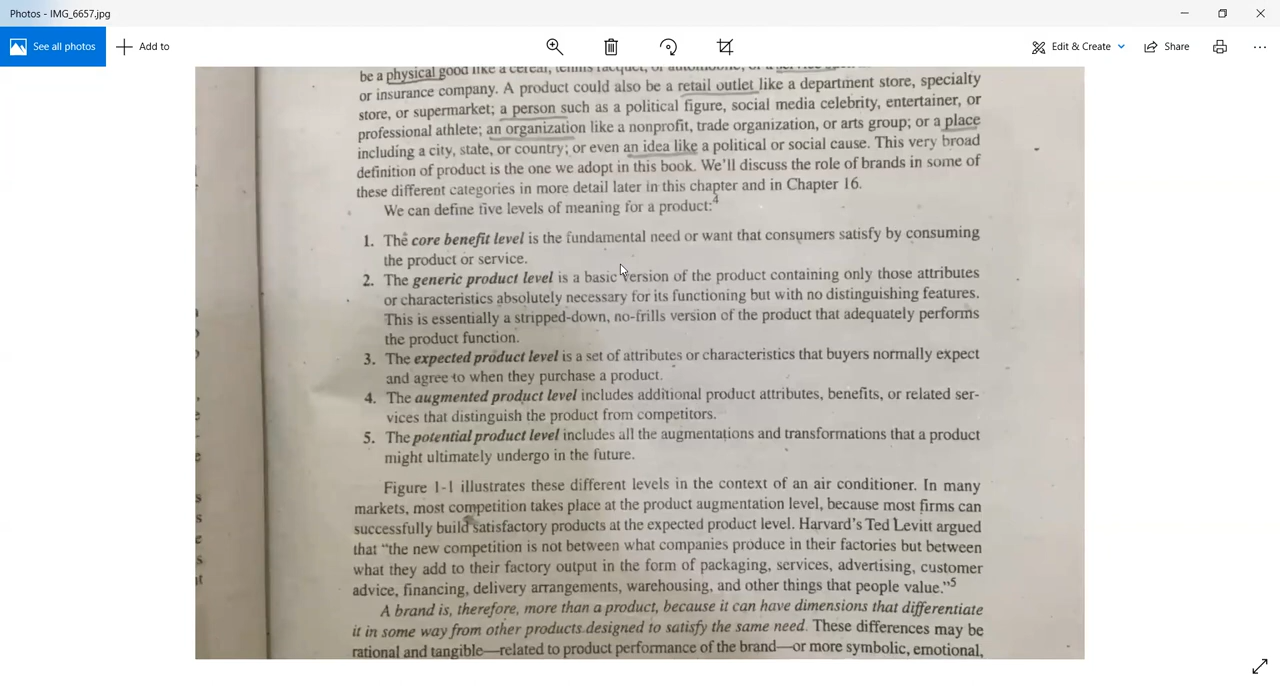 Photos - IMG_6657.jpg
See all photos
Add to
Edit & Create
Share
be a physical good like a cereal, tennis racquet, or automobile; or a
or insurance company. A product could also be a retail outlet like a department store, specialty
store, or supermarket; a person such as a political figure, social media celebrity, entertainer, or
professional athlete; an organization like a nonprofit, trade organization, or arts group; or a place
including a city, state, or country; or even an idea like a political or social cause. This very broad
definition of product is the one we adopt in this book. We'll discuss the role of brands in some of
these different categories in more detail later in this chapter and in Chapter 16.
We can define five levels of meaning for a product:4
1. The core benefit level is the fundamental need or want that consumers satisfy by consuming
the product or service.
2. The generic product level is a basic version of the product containing only those attributes
or characteristics absolutely necessary for its functioning but with no distinguishing features.
This is essentially a stripped-down, no-frills version of the product that adequately performs
the product function.
3. The expected product level is a set of attributes or characteristics that buyers normally expect
and agree to when they purchase a product.
4. The augmented product level includes additional product attributes, benefits, or related ser-
vices that distinguish the product from competitors.
5. The potential product level includes all the augmentations and transformations that a product
might ultimately undergo in the future.
Figure 1-1 illustrates these different levels in the context of an air conditioner. In many
markets, most competition takes place at the product augmentation level, because most firms can
successfully build satisfactory products at the expected product level. Harvard's Ted Levitt argued
that "the new competition is not between what companies produce in their factories but between
what they add to their factory output in the form of packaging, services, advertising, customer
advice, financing, delivery arrangements, warehousing, and other things that people value."5
A brand is, therefore, more than a product, because it can have dimensions that differentiate
it in some way from other products designed to satisfy the same need. These differences may be
rational and tangible—related to product performance of the brand—or more symbolic, emotional,